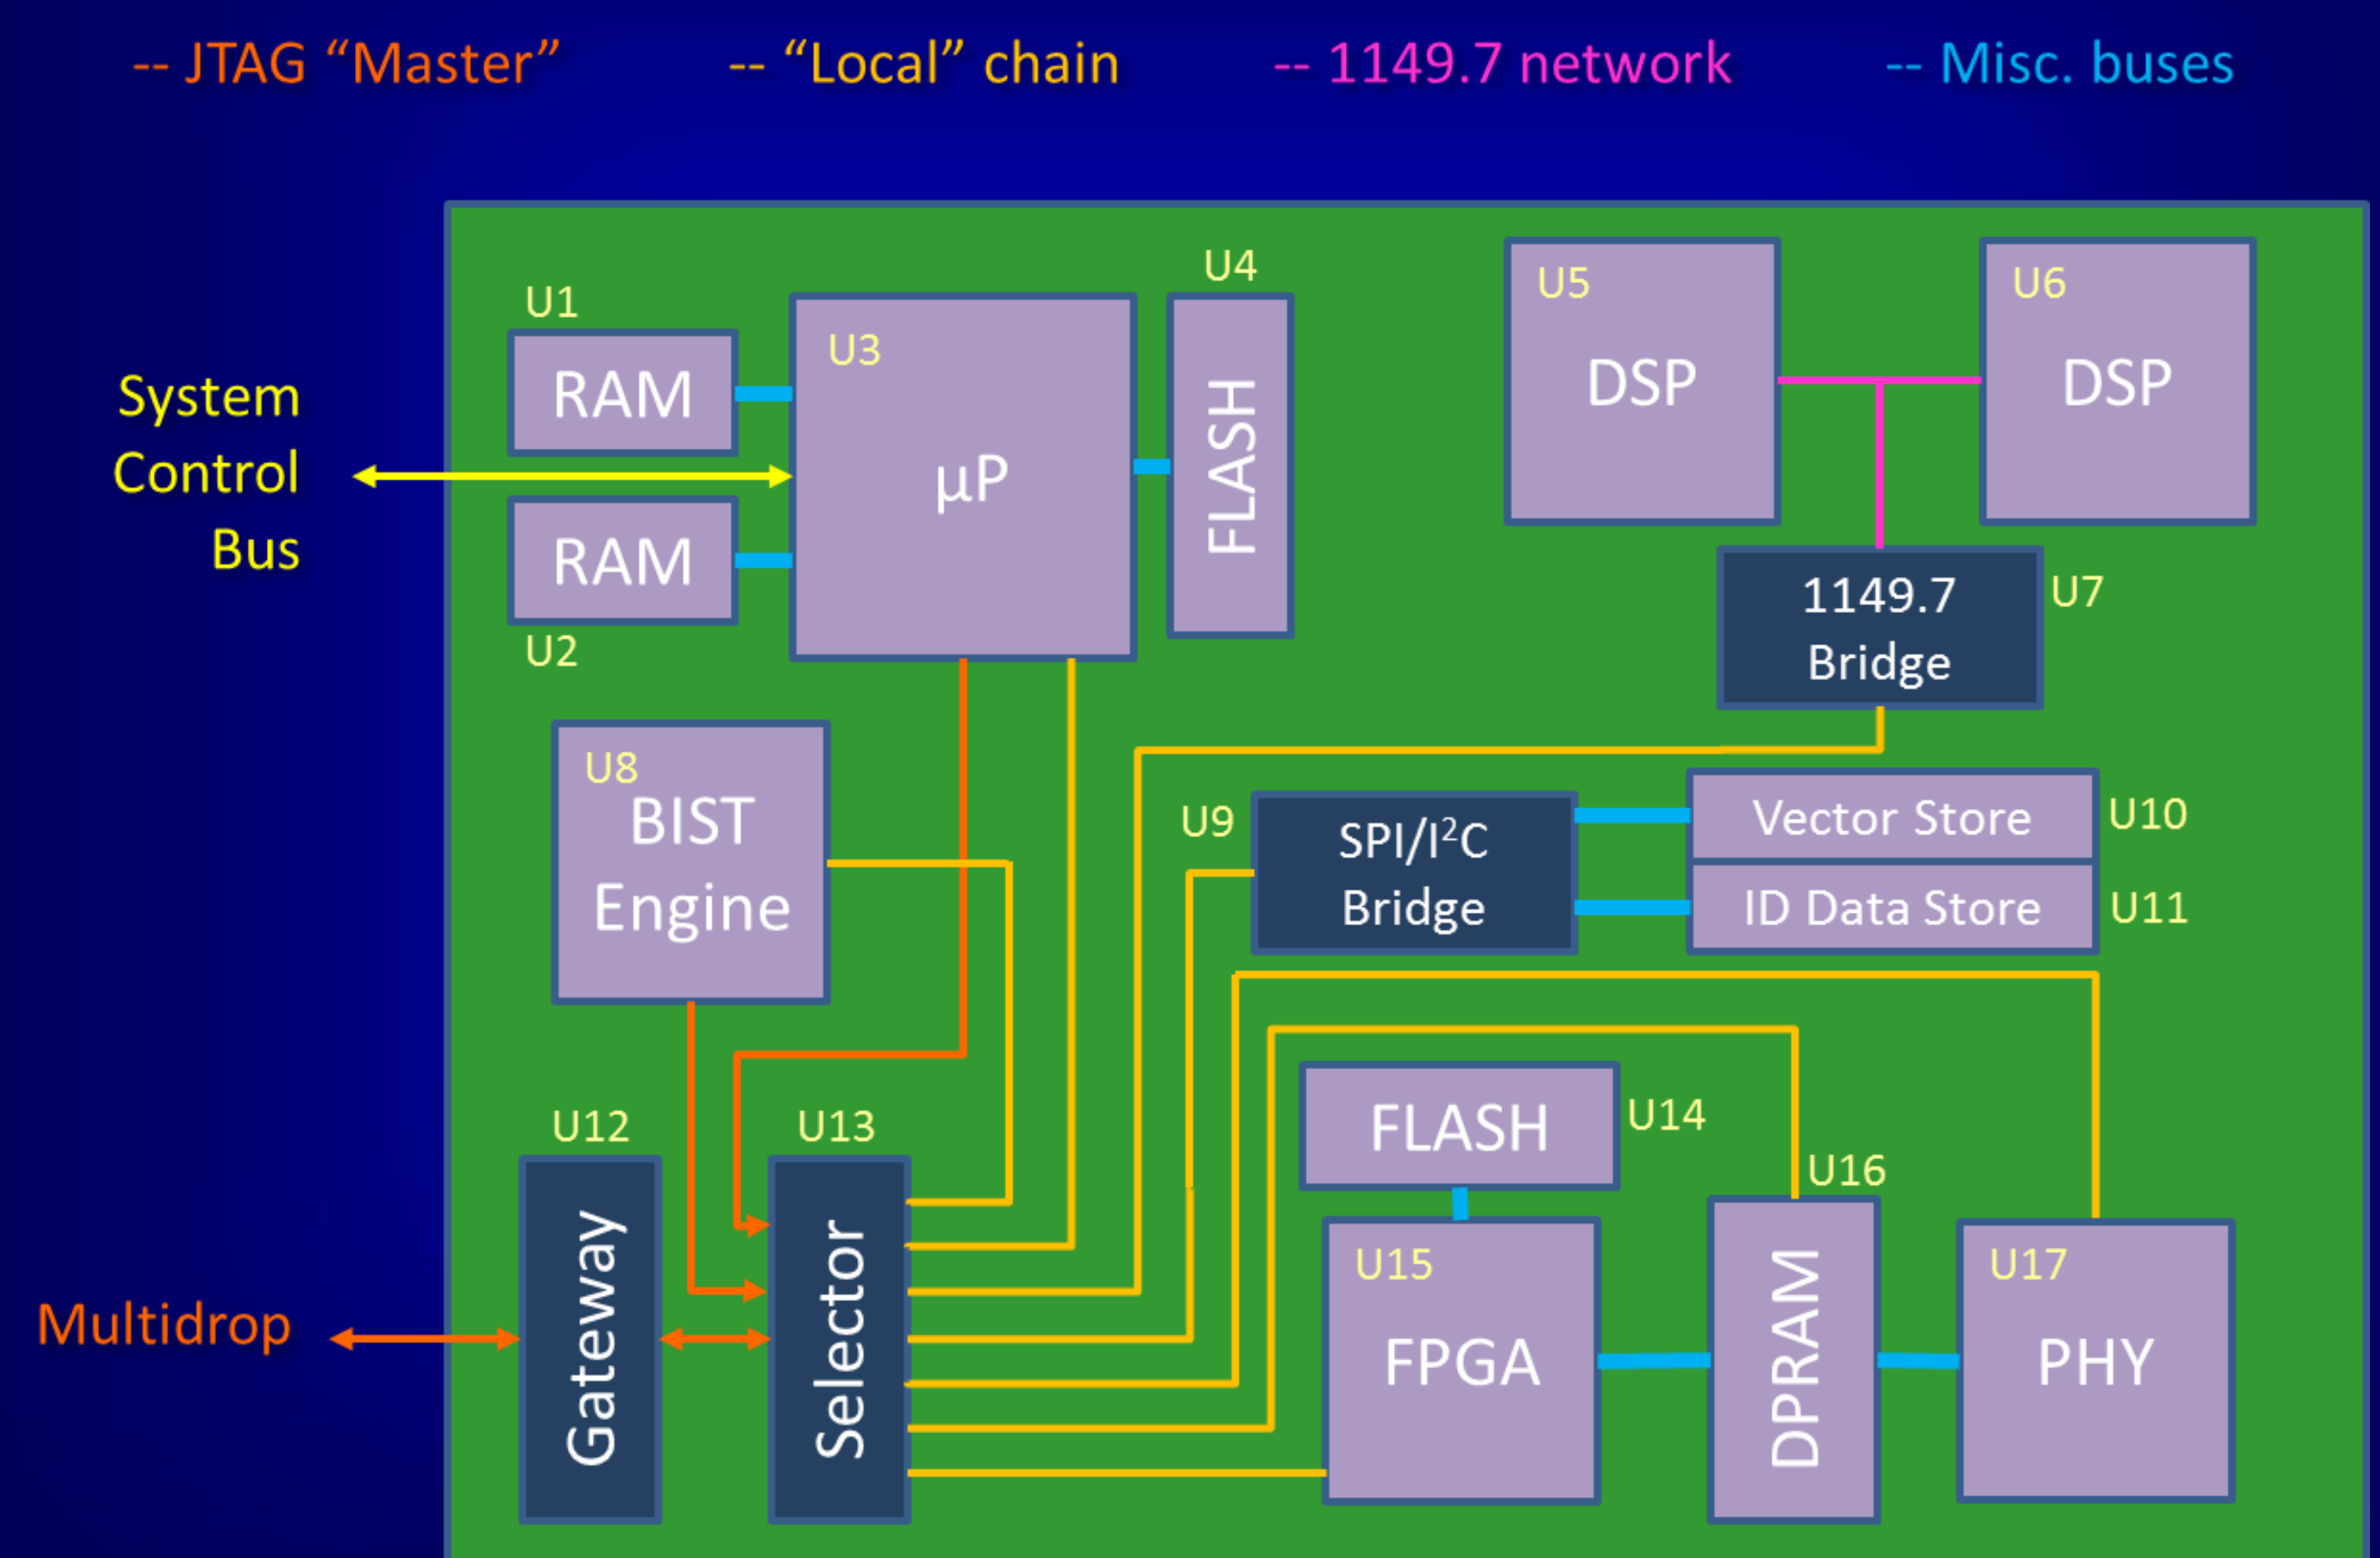 -- JTAG “Master”
-- “Local” chain
-- 1149.7 network
-- Misc. buses
System
Control
Bus
U1
RAM
RAM
U2
U3
µP
U4
FLASH
U5
DSP
U6
DSP
1149.7
Bridge
U7
U8
BIST
Engine
U9
SPI/I²C
Bridge
Vector Store
U10
ID Data Store
U11
Multidrop
U12
Gateway
U13
Selector
FLASH
U14
U15
FPGA
U16
DPRAM
U17
PHY